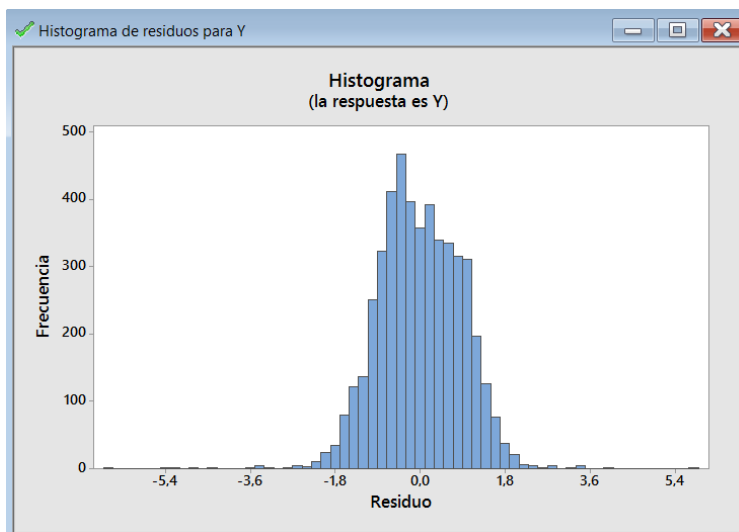 Histograma de residuos para Y
Histograma
(la respuesta es Y)
500
400
300
200
100
0
Frecuencia
-5,4 -3,6 -1,8 0,0 1,8 3,6 5,4
Residuo